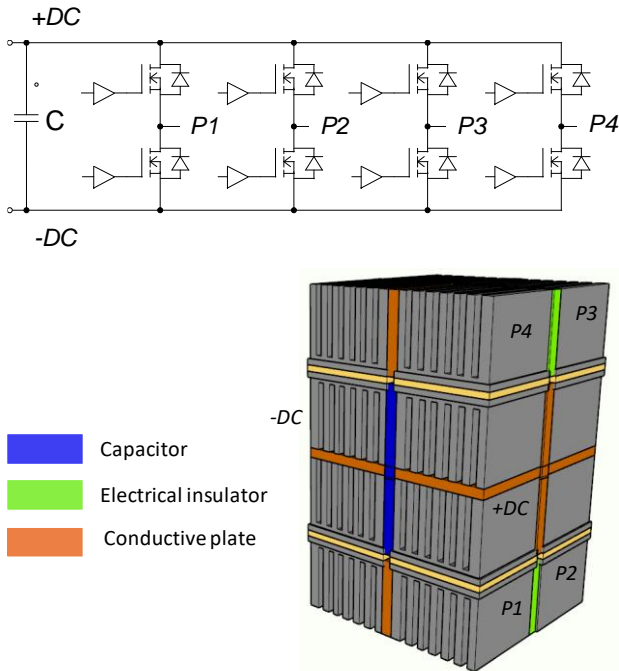 +DC
C
P1
P2
P3
P4
-DC
P3
P4
-DC
+DC
P2
P1
Capacitor
Electrical insulator
Conductive plate